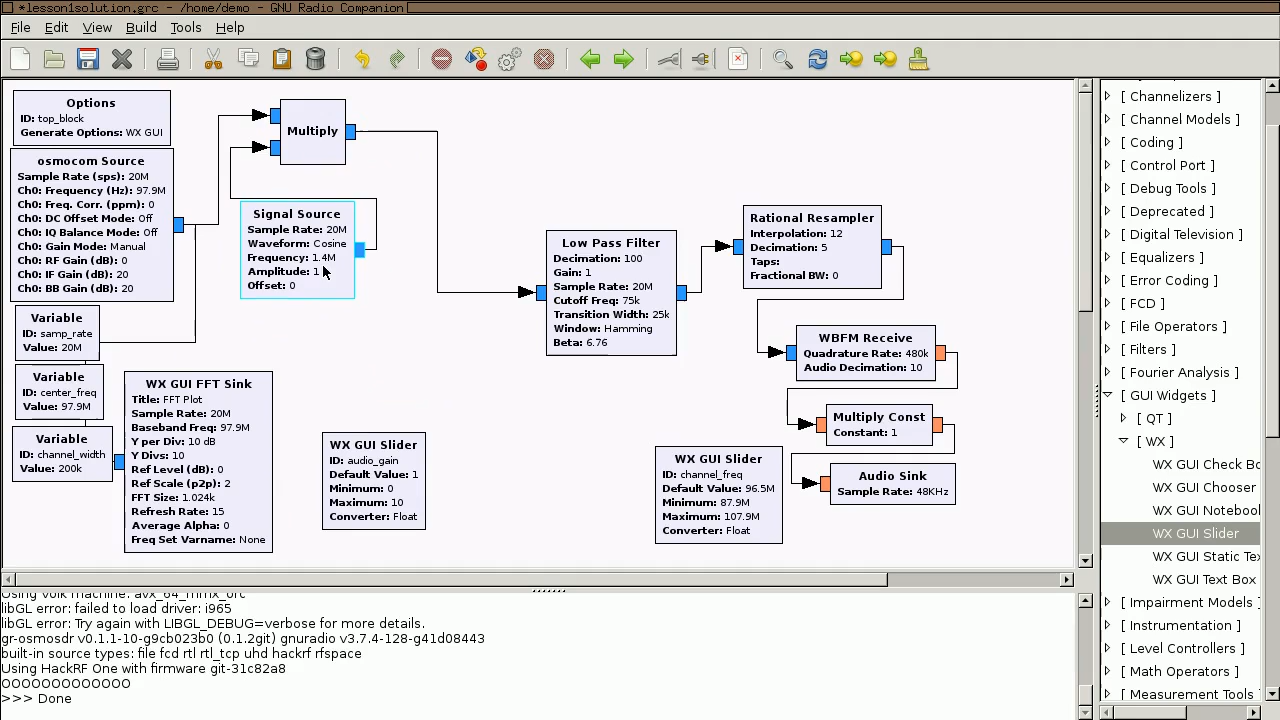 *lesson1solution.grc - /home/demo - GNU Radio Companion
File Edit View Build Tools Help
Options
ID: top_block
Generate Options: WX GUI
osmocom Source
Sample Rate (sps): 20M
Ch0: Frequency (Hz): 97.9M
Ch0: Freq. Corr. (ppm): 0
Ch0: DC Offset Mode: Off
Ch0: IQ Balance Mode: Off
Ch0: Gain Mode: Manual
Ch0: RF Gain (dB): 0
Ch0: IF Gain (dB): 20
Ch0: BB Gain (dB): 20
Variable
ID: samp_rate
Value: 20M
Variable
ID: center_freq
Value: 97.9M
Variable
ID: channel_width
Value: 200k
WX GUI FFT Sink
Title: FFT Plot
Sample Rate: 20M
Baseband Freq: 97.9M
Y per Div: 10 dB
Y Divs: 10
Ref Level (dB): 0
Ref Scale (p2p): 2
FFT Size: 1.024k
Refresh Rate: 15
Average Alpha: 0
Freq Set Varname: None
Multiply
Signal Source
Sample Rate: 20M
Waveform: Cosine
Frequency: 1.4M
Amplitude: 1
Offset: 0
WX GUI Slider
ID: audio_gain
Default Value: 1
Minimum: 0
Maximum: 10
Converter: Float
Low Pass Filter
Decimation: 100
Gain: 1
Sample Rate: 20M
Cutoff Freq: 75k
Transition Width: 25k
Window: Hamming
Beta: 6.76
Rational Resampler
Interpolation: 12
Decimation: 5
Taps:
Fractional BW: 0
WBFM Receive
Quadrature Rate: 480k
Audio Decimation: 10
Multiply Const
Constant: 1
Audio Sink
Sample Rate: 48KHz
WX GUI Slider
ID: channel_freq
Default Value: 96.5M
Minimum: 87.9M
Maximum: 107.9M
Converter: Float
[ Channelizers ]
[ Channel Models ]
[ Coding ]
[ Control Port ]
[ Debug Tools ]
[ Deprecated ]
[ Digital Television ]
[ Equalizers ]
[ Error Coding ]
[ FCD ]
[ File Operators ]
[ Filters ]
[ Fourier Analysis ]
[ GUI Widgets ]
[ QT ]
[ WX ]
WX GUI Check Bo
WX GUI Chooser
WX GUI Notebook
WX GUI Slider
WX GUI Static Tex
WX GUI Text Box
[ Impairment Models ]
[ Instrumentation ]
[ Level Controllers ]
[ Math Operators ]
[ Measurement Tools ]
Using Volk machine: avx_64_mmx_orc
libGL error: failed to load driver: i965
libGL error: Try again with LIBGL_DEBUG=verbose for more details.
gr-osmosdr v0.1.1-10-g9cb023b0 (0.1.2git) gnuradio v3.7.4-128-g41d08443
built-in source types: file fcd rtl rtl_tcp uhd hackrf rfspace
Using HackRF One with firmware git-31c82a8
OOOOOOOOOOOOO
>>> Done